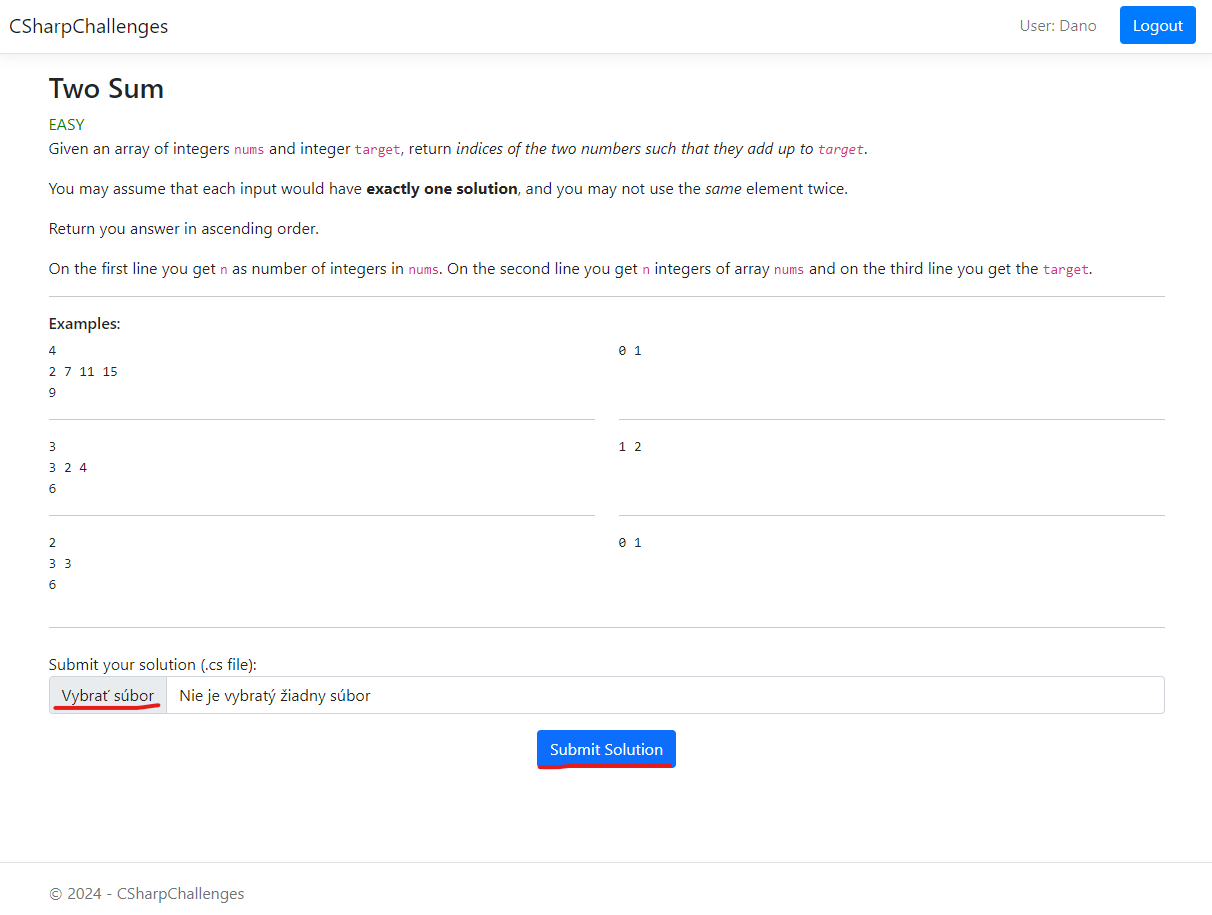 CSharpChallenges
User: Dano
Logout
Two Sum
EASY
Given an array of integers nums and integer target, return indices of the two numbers such that they add up to target.
You may assume that each input would have exactly one solution, and you may not use the same element twice.
Return you answer in ascending order.
On the first line you get n as number of integers in nums. On the second line you get n integers of array nums and on the third line you get the target.
Examples:
4
2 7 11 15
9
0 1
3
3 2 4
6
1 2
2
3 3
6
0 1
Submit your solution (.cs file):
Vybrať súbor
Nie je vybratý žiadny súbor
Submit Solution
© 2024 - CSharpChallenges